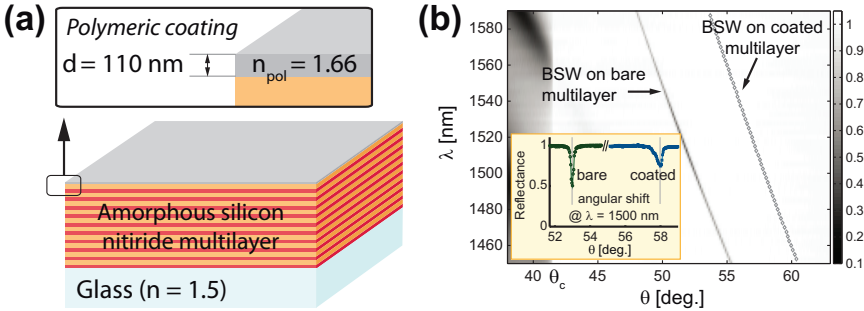 (a)
Polymeric coating
d = 110 nm
n_pol = 1.66
Amorphous silicon
nitiride multilayer
Glass (n = 1.5)
(b)
λ [nm]
1580
1560
1540
1520
1500
1480
1460
BSW on bare
multilayer
BSW on coated
multilayer
Reflectance
1
0.5
0
bare
coated
//
angular shift
@ λ = 1500 nm
52 54 56 58
θ [deg.]
40 θc 45 50 55 60
θ [deg.]
1
0.9
0.8
0.7
0.6
0.5
0.4
0.3
0.2
0.1